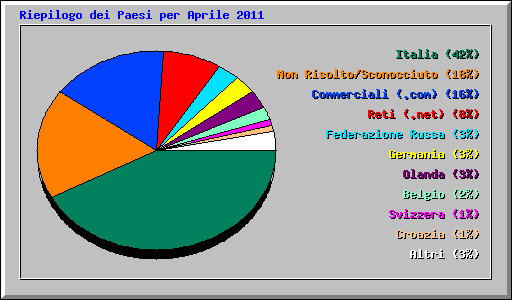 Riepilogo dei Paesi per Aprile 2011
Italia (42%)
Non Risolto/Sconosciuto (18%)
Commerciali (.com) (16%)
Reti (.net) (8%)
Federazione Russa (3%)
Germania (3%)
Olanda (3%)
Belgio (2%)
Svizzera (1%)
Croazia (1%)
Altri (3%)